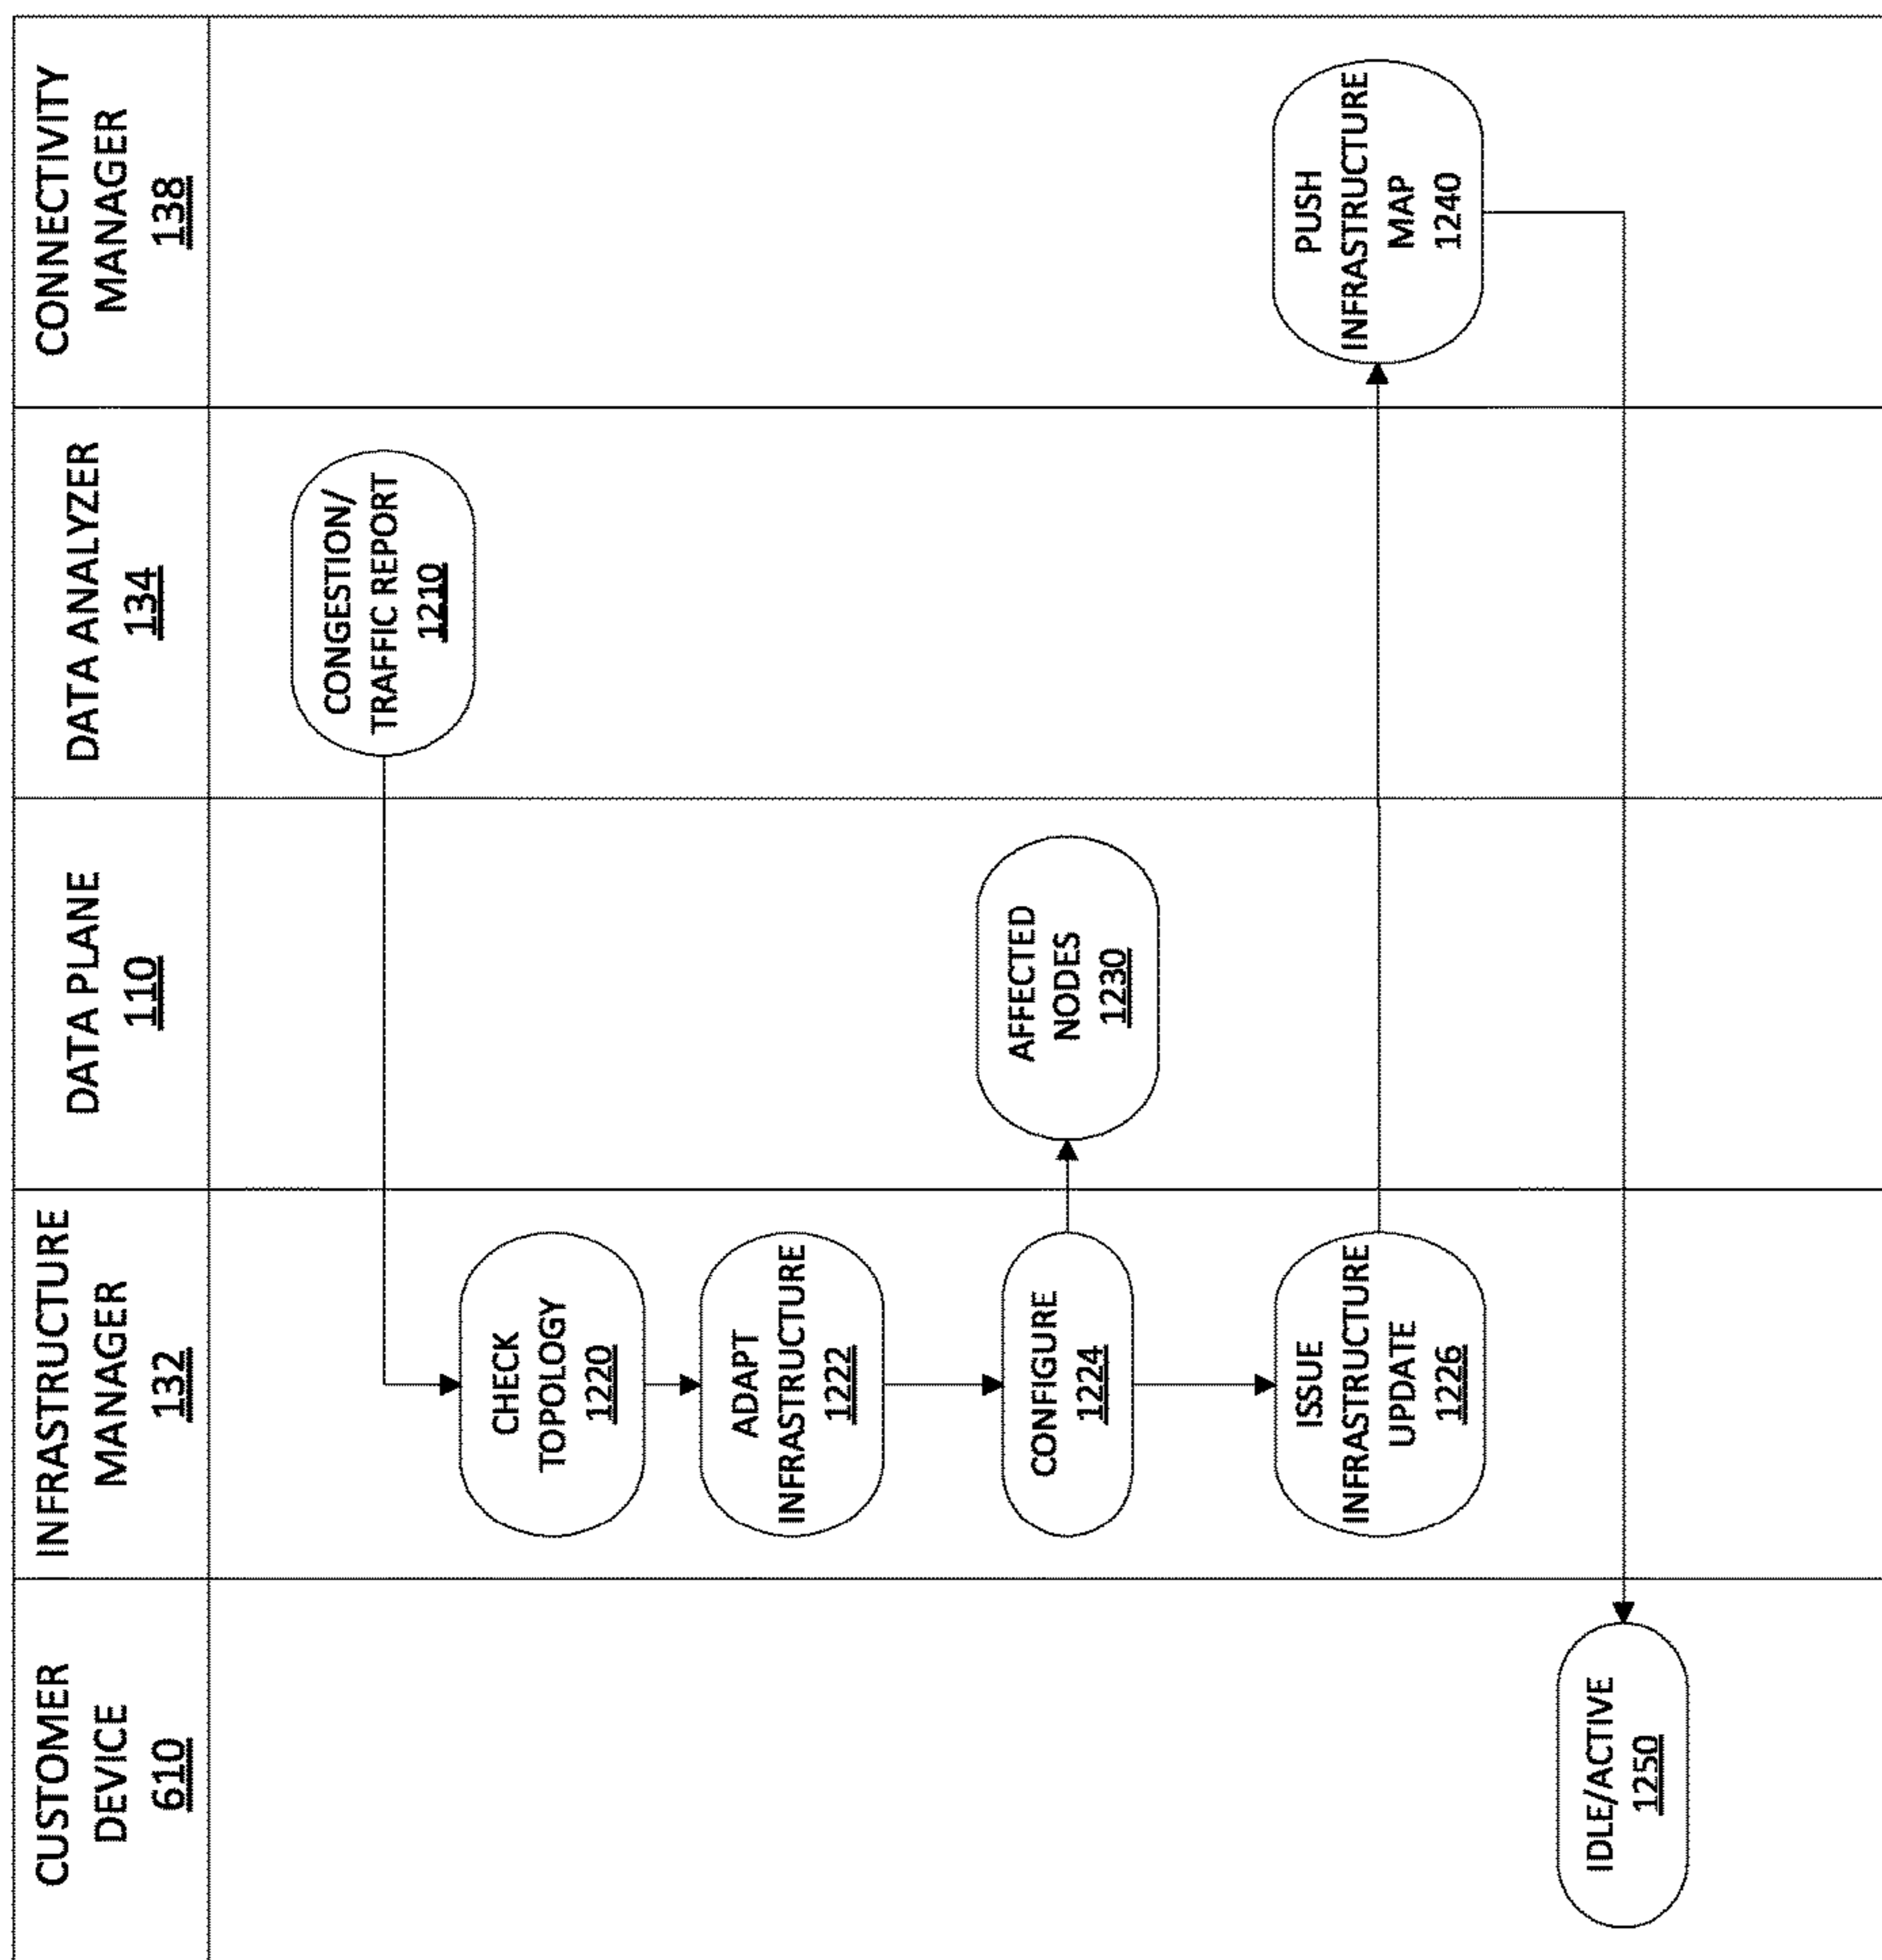 CUSTOMER
DEVICE
610
INFRASTRUCTURE
MANAGER
132
DATA PLANE
110
DATA ANALYZER
134
CONNECTIVITY
MANAGER
138
CONGESTION/
TRAFFIC REPORT
1210
CHECK
TOPOLOGY
1220
ADAPT
INFRASTRUCTURE
1222
CONFIGURE
1224
AFFECTED
NODES
1230
ISSUE
INFRASTRUCTURE
UPDATE
1226
PUSH
INFRASTRUCTURE
MAP
1240
IDLE/ACTIVE
1250